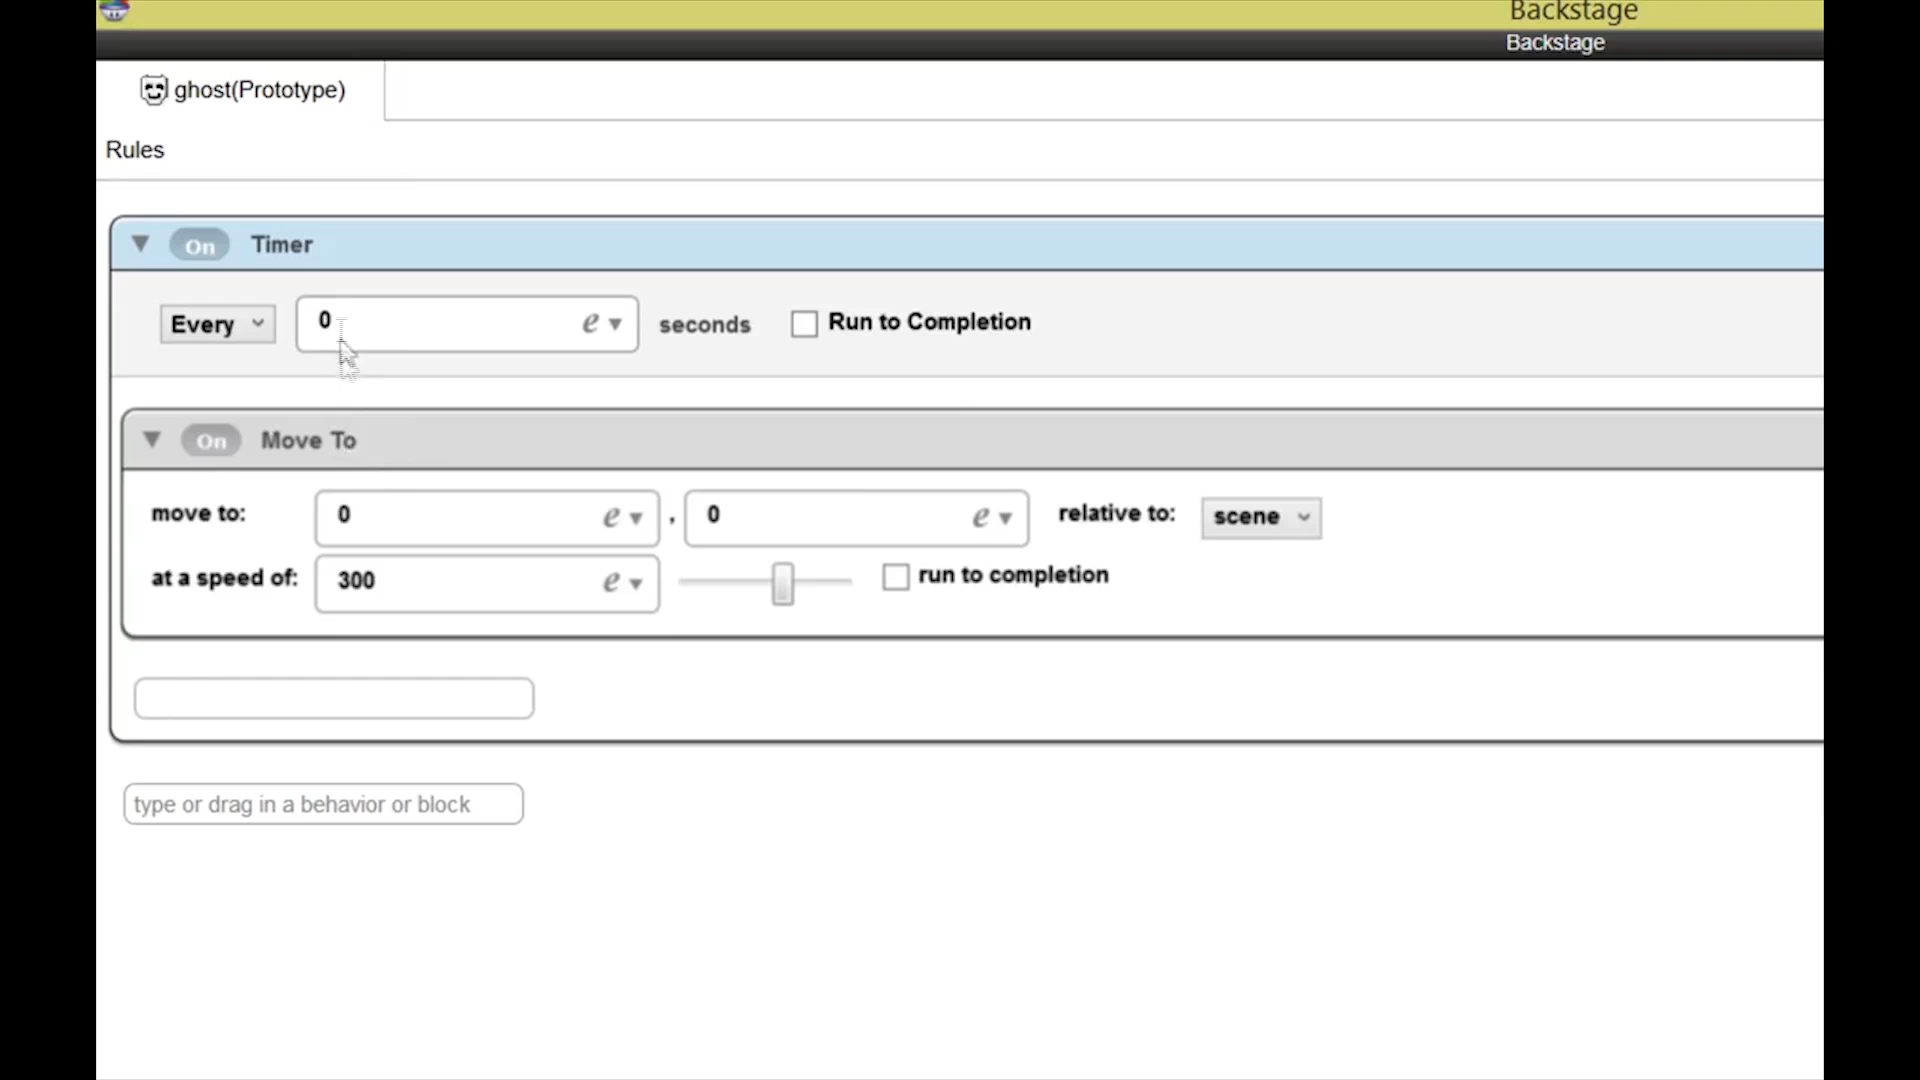 Backstage
Backstage
ghost(Prototype)
Rules
On Timer
Every 0 e seconds Run to Completion
On Move To
move to: 0 e , 0 e relative to: scene
at a speed of: 300 e run to completion
type or drag in a behavior or block